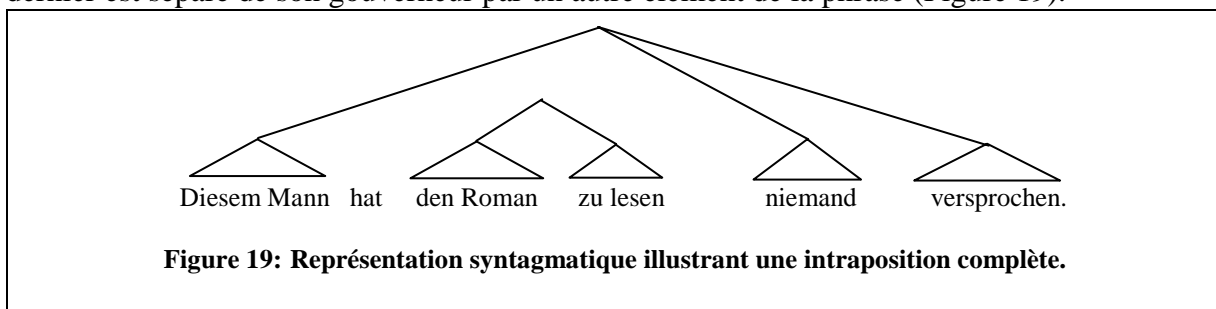 dernier est séparé de son gouverneur par un autre élément de la phrase (Figure 19).
Diesem Mann hat den Roman zu lesen niemand versprochen.
Figure 19: Représentation syntagmatique illustrant une intraposition complète.